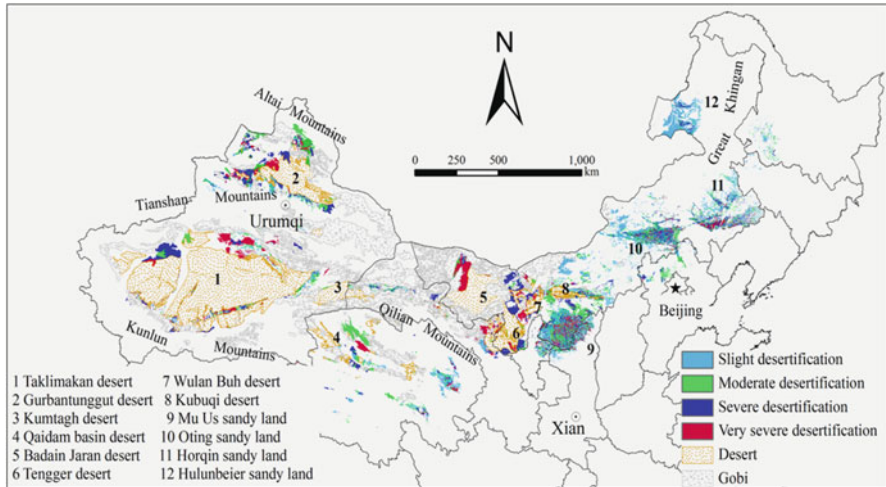 N
Altai Mountains
Khingan
Great
12
0 250 500 1,000
km
11
2
Tianshan Mountains
Urumqi
10
1
3
5
8
7
Beijing
Qilian Mountains
6
9
4
Kunlun Mountains
Xian
1 Taklimakan desert
2 Gurbantunggut desert
3 Kumtagh desert
4 Qaidam basin desert
5 Badain Jaran desert
6 Tengger desert
7 Wulan Buh desert
8 Kubuqi desert
9 Mu Us sandy land
10 Oting sandy land
11 Horqin sandy land
12 Hulunbeier sandy land
Slight desertification
Moderate desertification
Severe desertification
Very severe desertification
Desert
Gobi